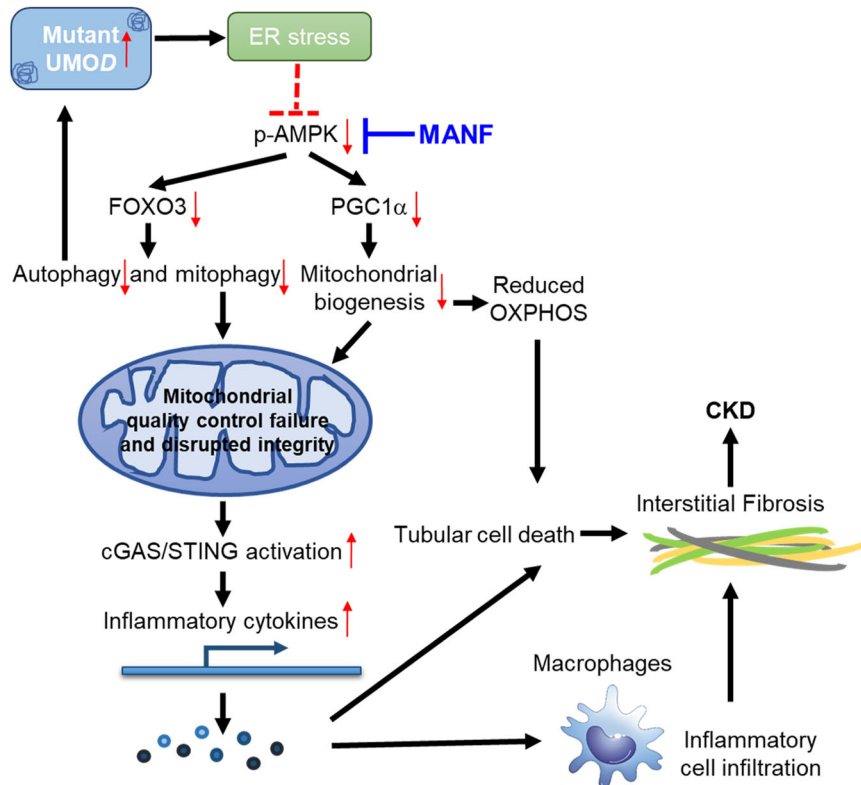 Mutant
UMOD
ER stress
p-AMPK
MANF
FOXO3
PGC1α
Autophagy and mitophagy
Mitochondrial
biogenesis
Reduced
OXPHOS
Mitochondrial
quality control failure
and disrupted integrity
CKD
Interstitial Fibrosis
Tubular cell death
cGAS/STING activation
Inflammatory cytokines
Macrophages
Inflammatory
cell infiltration